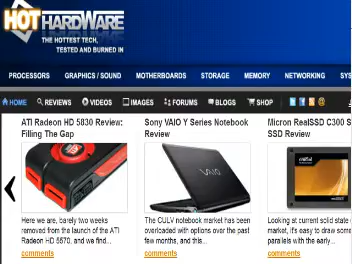 HOTHARDWARE
THE HOTTEST TECH,
TESTED AND BURNED IN
PROCESSORS GRAPHICS / SOUND MOTHERBOARDS STORAGE MEMORY NETWORKING SYS
HOME REVIEWS VIDEOS IMAGES FORUMS BLOGS SHOP
ATI Radeon HD 5830 Review:
Filling The Gap
Sony VAIO Y Series Notebook
Review
Micron RealSSD C300 S
SSD Review
VAIO
crucial
Here we are, barely two weeks
removed from the launch of the ATI
Radeon HD 5570, and we find...
comments
The CULV notebook market has been
overloaded with options over the past
few months, and this...
comments
Looking at current solid state
market, it's easy to draw some
parallels with the early...
comments